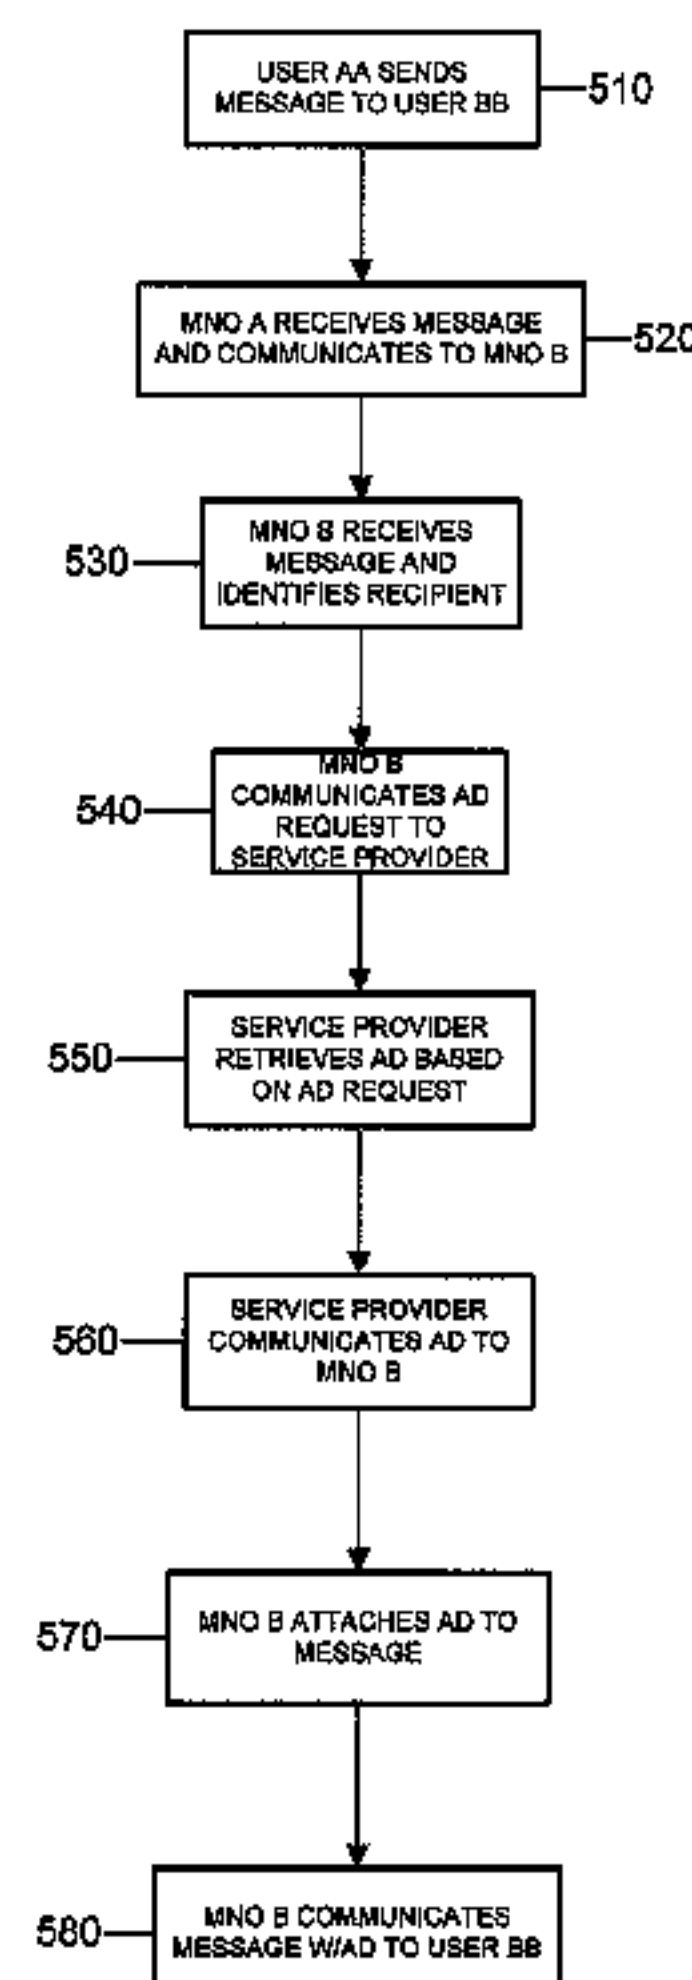 USER AA SENDS
MESSAGE TO USER BB
510
MNO A RECEIVES MESSAGE
AND COMMUNICATES TO MNO B
520
530
MNO B RECEIVES
MESSAGE AND
IDENTIFIES RECIPIENT
540
MNO B
COMMUNICATES AD
REQUEST TO
SERVICE PROVIDER
550
SERVICE PROVIDER
RETRIEVES AD BASED
ON AD REQUEST
560
SERVICE PROVIDER
COMMUNICATES AD TO
MNO B
570
MNO B ATTACHES AD TO
MESSAGE
580
MNO B COMMUNICATES
MESSAGE W/AD TO USER BB